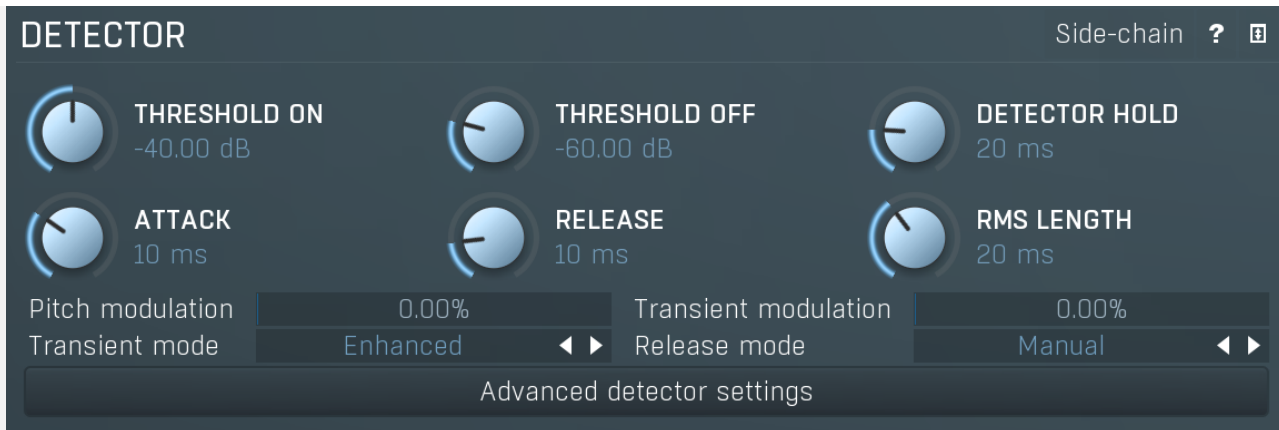 DETECTOR Side-chain ?
THRESHOLD ON THRESHOLD OFF DETECTOR HOLD
-40.00 dB -60.00 dB 20 ms
ATTACK RELEASE RMS LENGTH
10 ms 10 ms 20 ms
Pitch modulation 0.00% Transient modulation 0.00%
Transient mode Enhanced Release mode Manual
Advanced detector settings